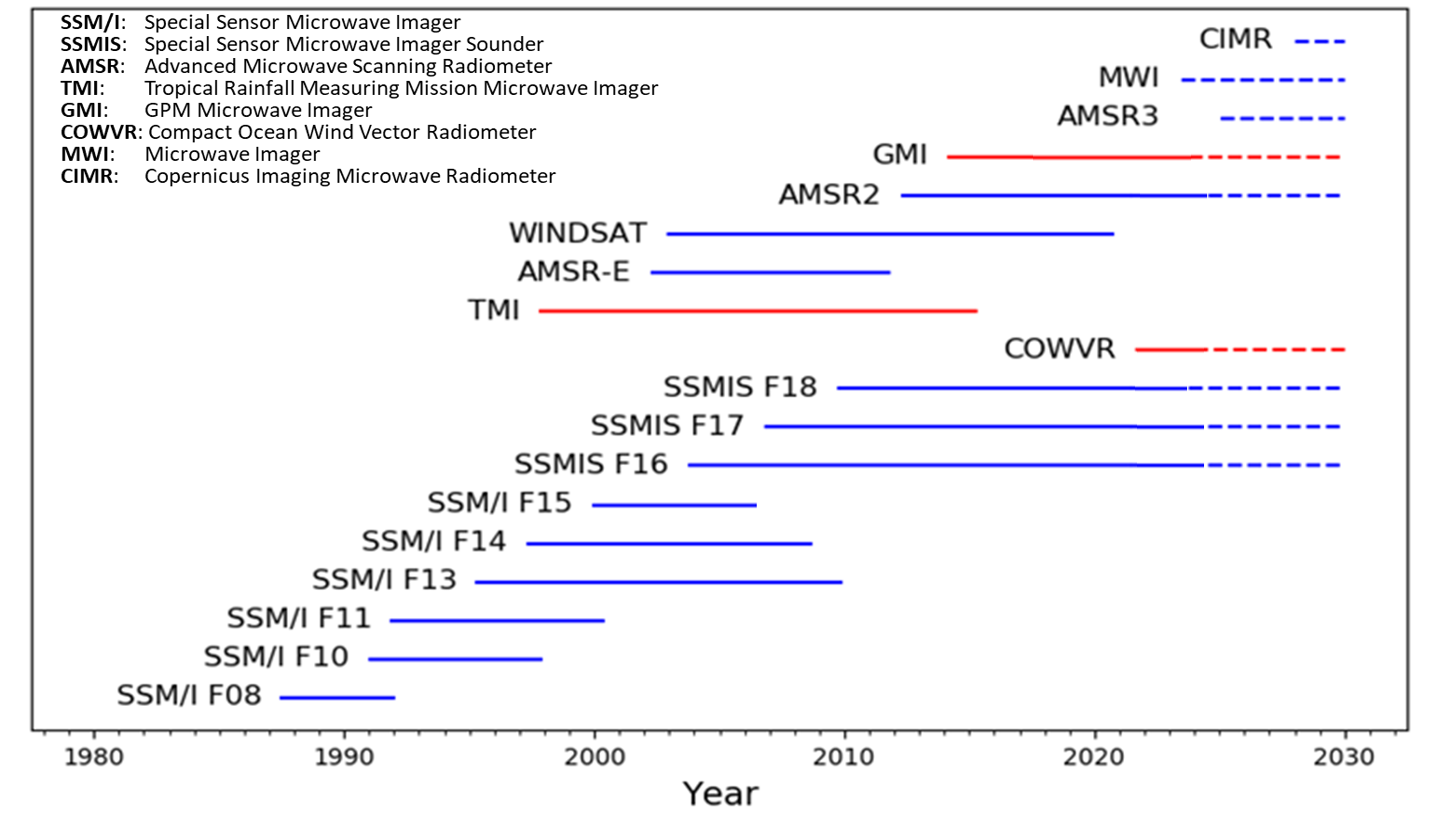 SSM/I: Special Sensor Microwave Imager
SSMIS: Special Sensor Microwave Imager Sounder
AMSR: Advanced Microwave Scanning Radiometer
TMI: Tropical Rainfall Measuring Mission Microwave Imager
GMI: GPM Microwave Imager
COWVR: Compact Ocean Wind Vector Radiometer
MWI: Microwave Imager
CIMR: Copernicus Imaging Microwave Radiometer
CIMR
MWI
AMSR3
GMI
AMSR2
WINDSAT
AMSR-E
TMI
COWVR
SSMIS F18
SSMIS F17
SSMIS F16
SSM/I F15
SSM/I F14
SSM/I F13
SSM/I F11
SSM/I F10
SSM/I F08
1980 1990 2000 2010 2020 2030
Year